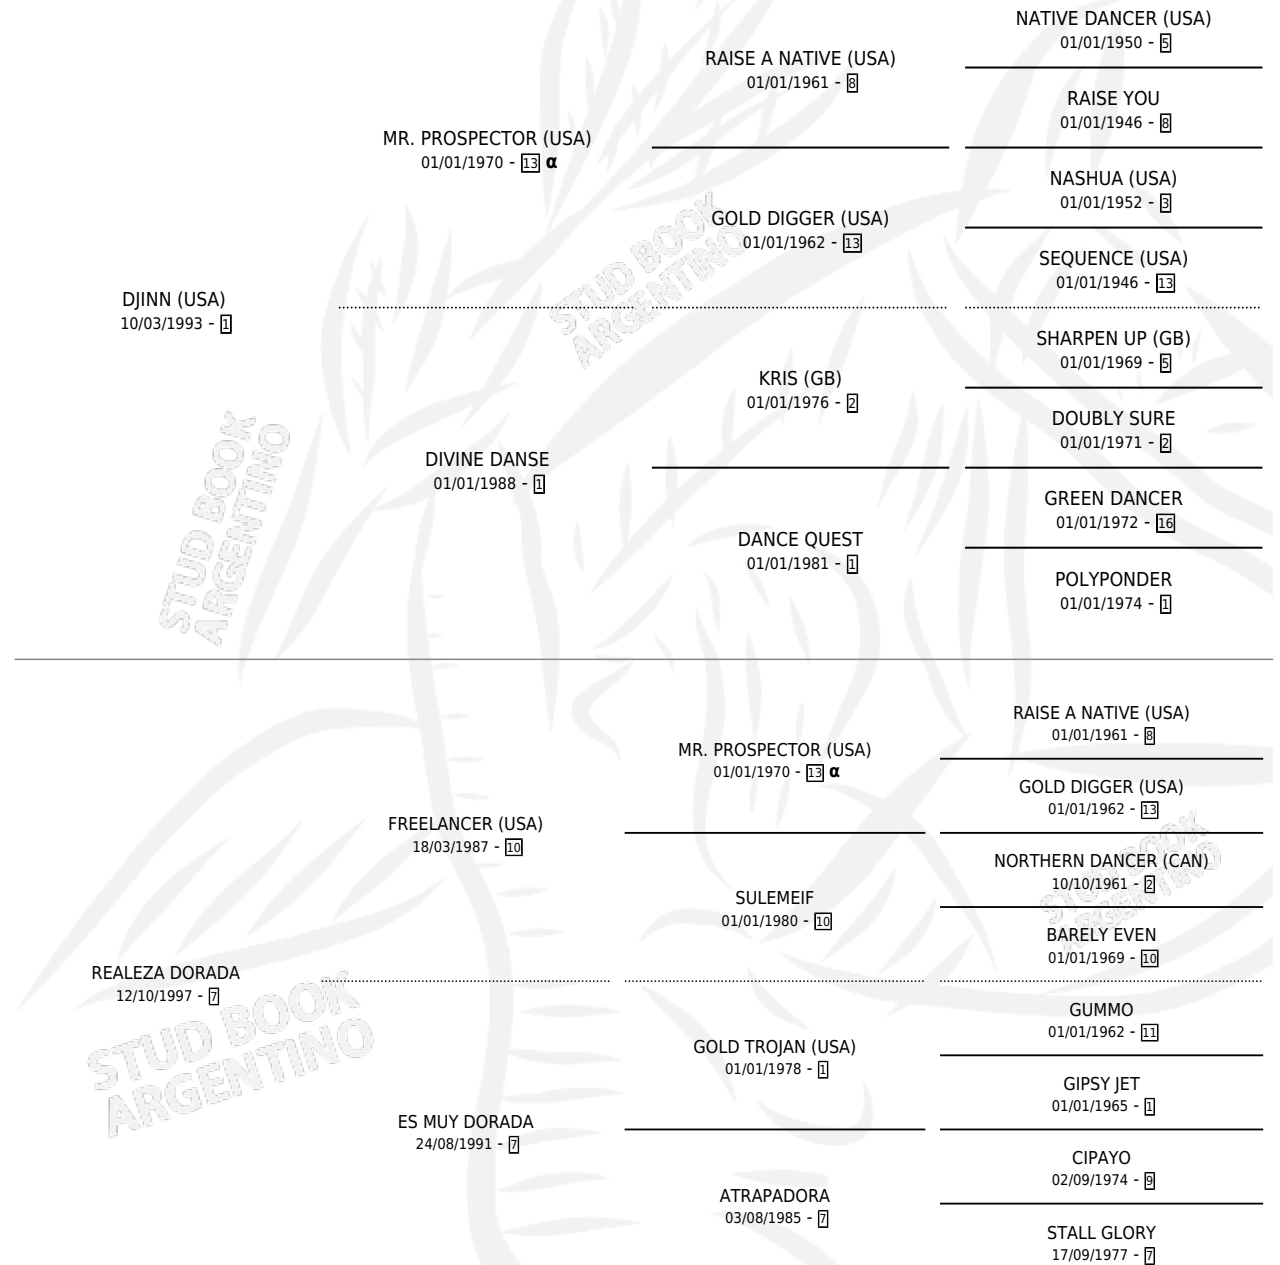 NATIVE DANCER (USA)
01/01/1950 - 5
RAISE A NATIVE (USA)
01/01/1961 - 8
RAISE YOU
01/01/1946 - 8
MR. PROSPECTOR (USA)
01/01/1970 - 13 α
NASHUA (USA)
01/01/1952 - 3
GOLD DIGGER (USA)
01/01/1962 - 13
SEQUENCE (USA)
01/01/1946 - 13
DJINN (USA)
10/03/1993 - 1
STUD BOOK
ARGENTINO
SHARPEN UP (GB)
01/01/1969 - 5
KRIS (GB)
01/01/1976 - 2
DOUBLY SURE
01/01/1971 - 2
DIVINE DANSE
01/01/1988 - 1
GREEN DANCER
01/01/1972 - 16
DANCE QUEST
01/01/1981 - 1
POLYPONDER
01/01/1974 - 1
STUD BOOK
ARGENTINO
RAISE A NATIVE (USA)
01/01/1961 - 8
MR. PROSPECTOR (USA)
01/01/1970 - 13 α
GOLD DIGGER (USA)
01/01/1962 - 13
FREELANCER (USA)
18/03/1987 - 10
NORTHERN DANCER (CAN)
10/10/1961 - 2
SULEMEIF
01/01/1980 - 10
BARELY EVEN
01/01/1969 - 10
STUD BOOK
ARGENTINO
REALEZA DORADA
12/10/1997 - 7
GUMMO
01/01/1962 - 11
GOLD TROJAN (USA)
01/01/1978 - 1
GIPSY JET
01/01/1965 - 1
STUD BOOK
ARGENTINO
ES MUY DORADA
24/08/1991 - 7
CIPAYO
02/09/1974 - 9
ATRAPADORA
03/08/1985 - 7
STALL GLORY
17/09/1977 - 7